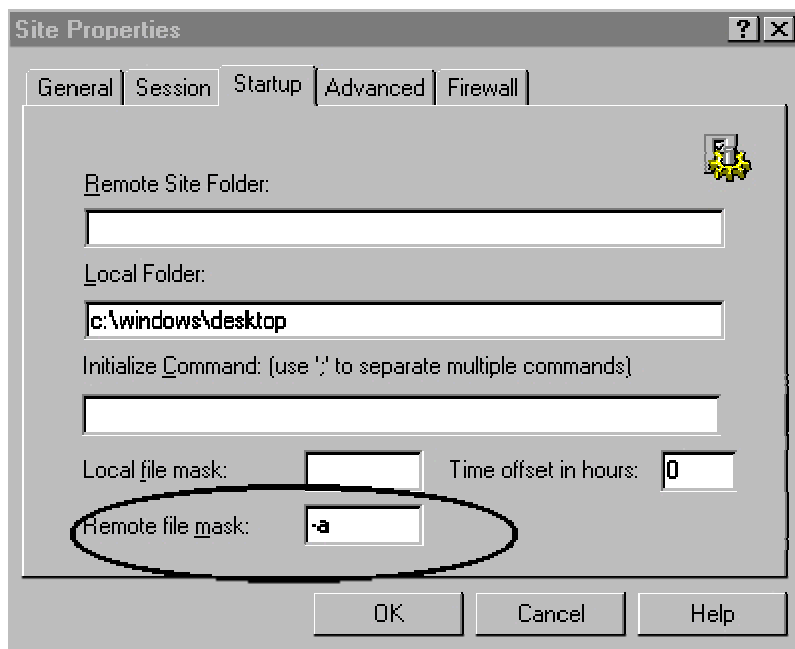 Site Properties
? X
General Session Startup Advanced Firewall
Remote Site Folder:
Local Folder:
c:\windows\desktop
Initialize Command: (use ';' to separate multiple commands)
Local file mask: Time offset in hours: 0
Remote file mask: -a
OK Cancel Help